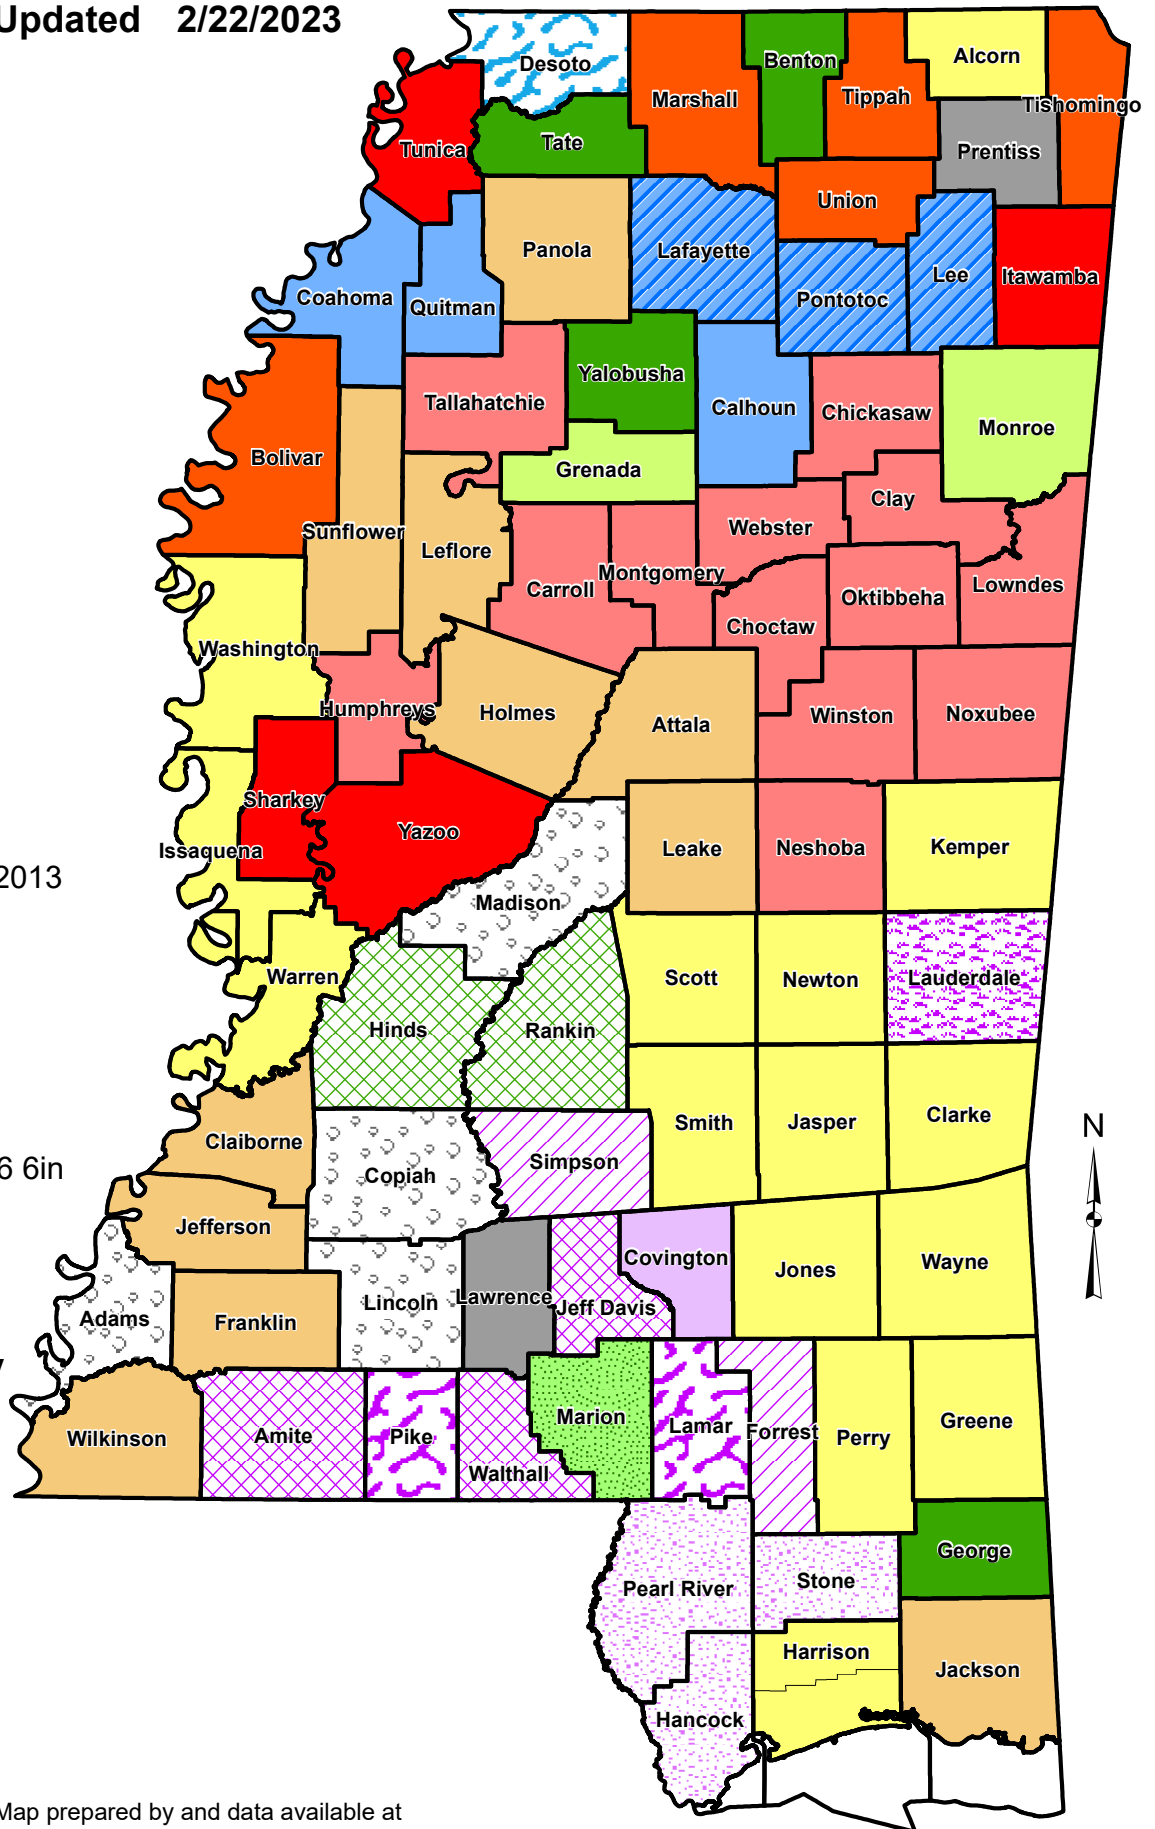 Updated 2/22/2023
Desoto
Benton
Alcorn
Marshall
Tippah
Tishomingo
Tunica
Tate
Prentiss
Union
Panola
Lafayette
Lee
Itawamba
Coahoma
Quitman
Pontotoc
Yalobusha
Tallahatchie
Calhoun
Chickasaw
Monroe
Bolivar
Grenada
Clay
Sunflower
Leflore
Webster
Carroll
Montgomery
Lowndes
Oktibbeha
Choctaw
Washington
Humphreys
Holmes
Attala
Winston
Noxubee
Sharkey
Yazoo
Issaquena
Leake
Neshoba
Kemper
2013
Madison
Warren
Scott
Newton
Lauderdale
Hinds
Rankin
Smith
Jasper
Clarke
N
Claiborne
6 6in
Copiah
Simpson
Jefferson
Covington
Jones
Wayne
Adams
Franklin
Lincoln
Lawrence
Jeff Davis
Wilkinson
Amite
Pike
Walthall
Marion
Lamar
Forrest
Perry
Greene
George
Pearl River
Stone
Harrison
Jackson
Hancock
Map prepared by and data available at